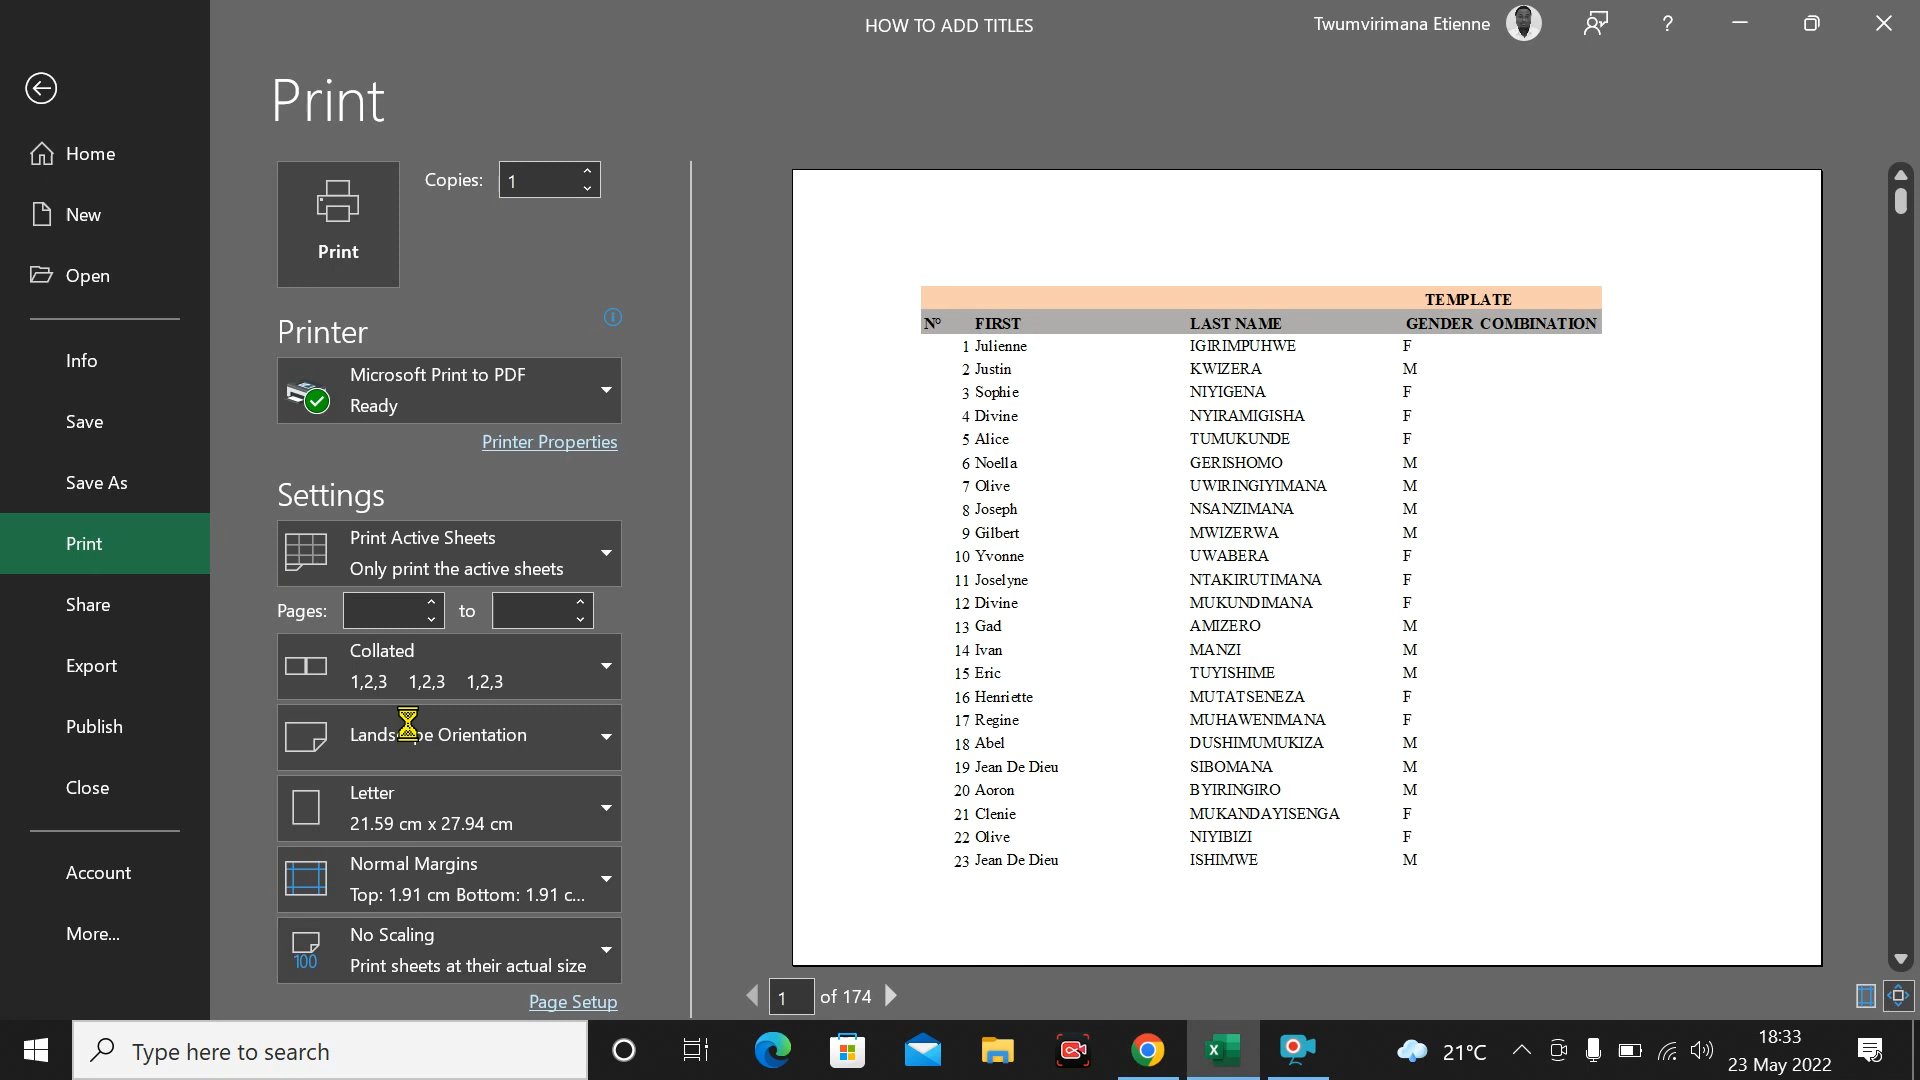 HOW TO ADD TITLES
Twumvirimana Etienne
?
Print
Home
New
Open
Info
Save
Save As
Print
Share
Export
Publish
Close
Account
More...
Print
Copies: 1
Printer
Microsoft Print to PDF
Ready
Printer Properties
Settings
Print Active Sheets
Only print the active sheets
Pages: to
Collated
1,2,3 1,2,3 1,2,3
Landscape Orientation
Letter
21.59 cm x 27.94 cm
Normal Margins
Top: 1.91 cm Bottom: 1.91 c...
No Scaling
100
Print sheets at their actual size
Page Setup
TEMPLATE
N° FIRST LAST NAME GENDER COMBINATION
1 Julienne IGIRIMPUHWE F
2 Justin KWIZERA M
3 Sophie NIYIGENA F
4 Divine NYIRAMIGISHA F
5 Alice TUMUKUNDE F
6 Noella GERISHOMO M
7 Olive UWIRINGIYIMANA M
8 Joseph NSANZIMANA M
9 Gilbert MWIZERWA M
10 Yvonne UWABERA F
11 Joselyne NTAKIRUTIMANA F
12 Divine MUKUNDIMANA F
13 Gad AMIZERO M
14 Ivan MANZI M
15 Eric TUYISHIME M
16 Henriette MUTATSENEZA F
17 Regine MUHAWENIMANA F
18 Abel DUSHIMUMUKIZA M
19 Jean De Dieu SIBOMANA M
20 Aoron BYIRINGIRO M
21 Clenie MUKANDAYISENGA F
22 Olive NIYIBIZI F
23 Jean De Dieu ISHIMWE M
1 of 174
Type here to search
21°C
18:33
23 May 2022